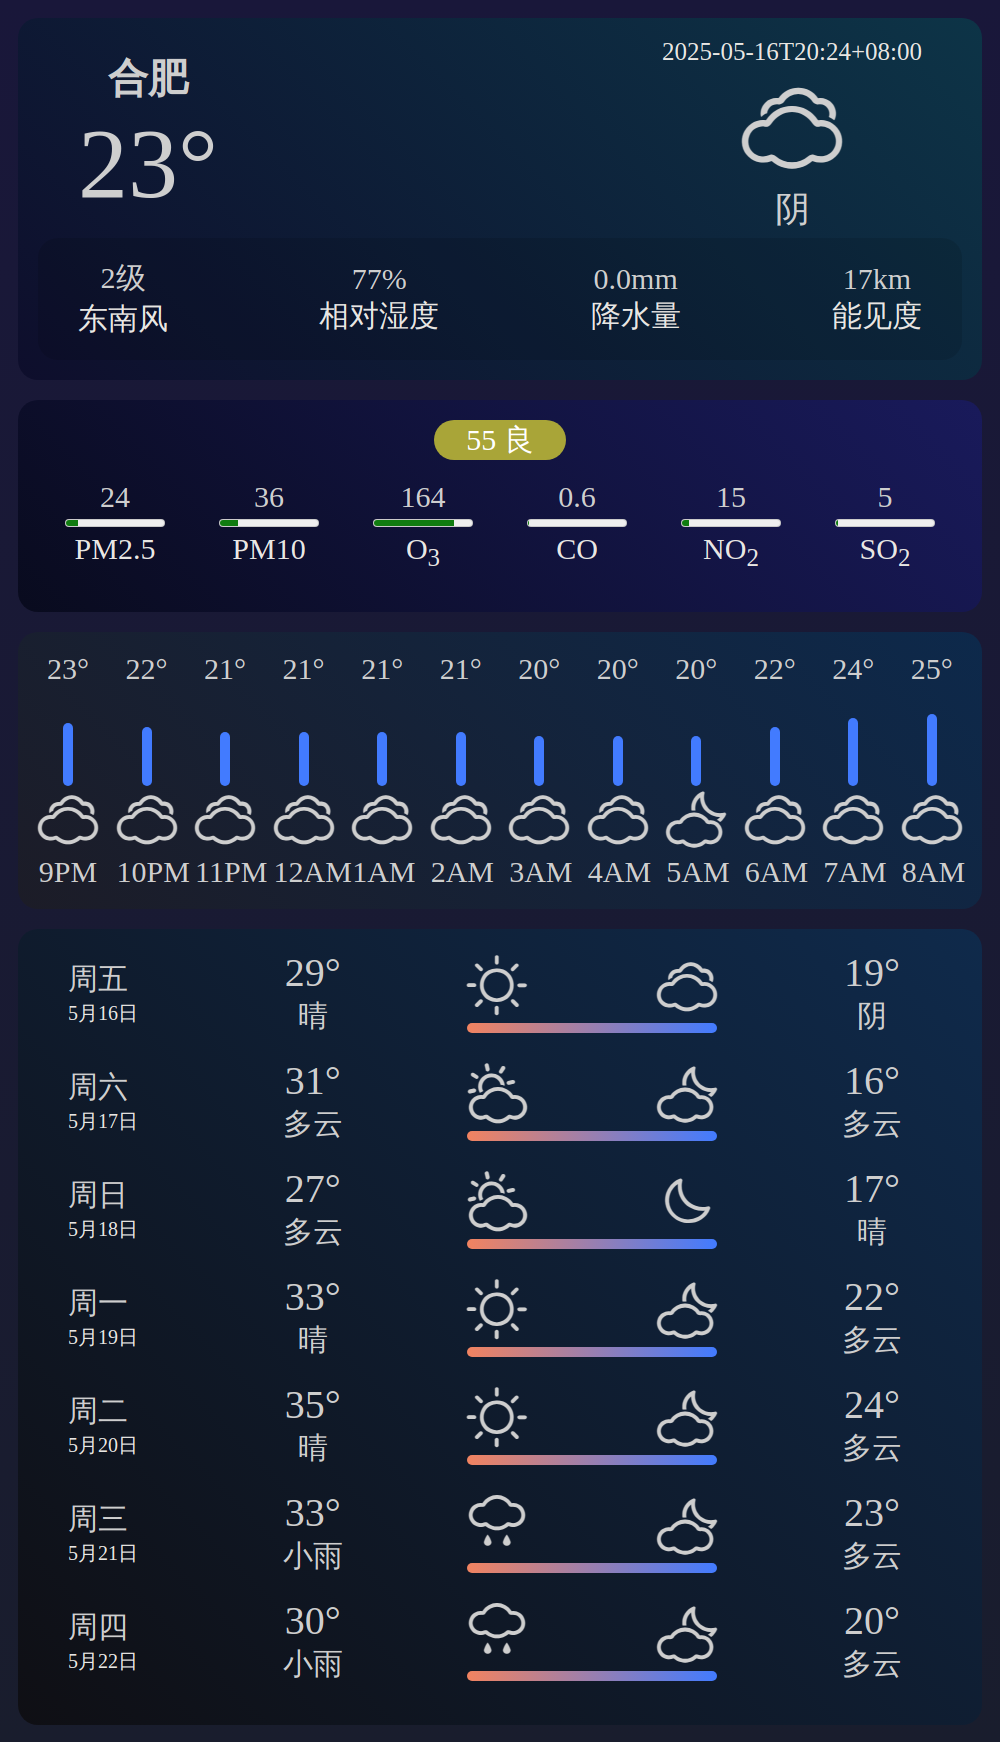 合肥
23°
2025-05-16T20:24+08:00
阴
2级 77% 0.0mm 17km
东南风 相对湿度 降水量 能见度
55 良
24 36 164 0.6 15 5
PM2.5 PM10 O3 CO NO2 SO2
23° 22° 21° 21° 21° 21° 20° 20° 20° 22° 24° 25°
9PM 10PM 11PM 12AM 1AM 2AM 3AM 4AM 5AM 6AM 7AM 8AM
周五 29° 19°
5月16日 晴 阴
周六 31° 16°
5月17日 多云 多云
周日 27° 17°
5月18日 多云 晴
周一 33° 22°
5月19日 晴 多云
周二 35° 24°
5月20日 晴 多云
周三 33° 23°
5月21日 小雨 多云
周四 30° 20°
5月22日 小雨 多云